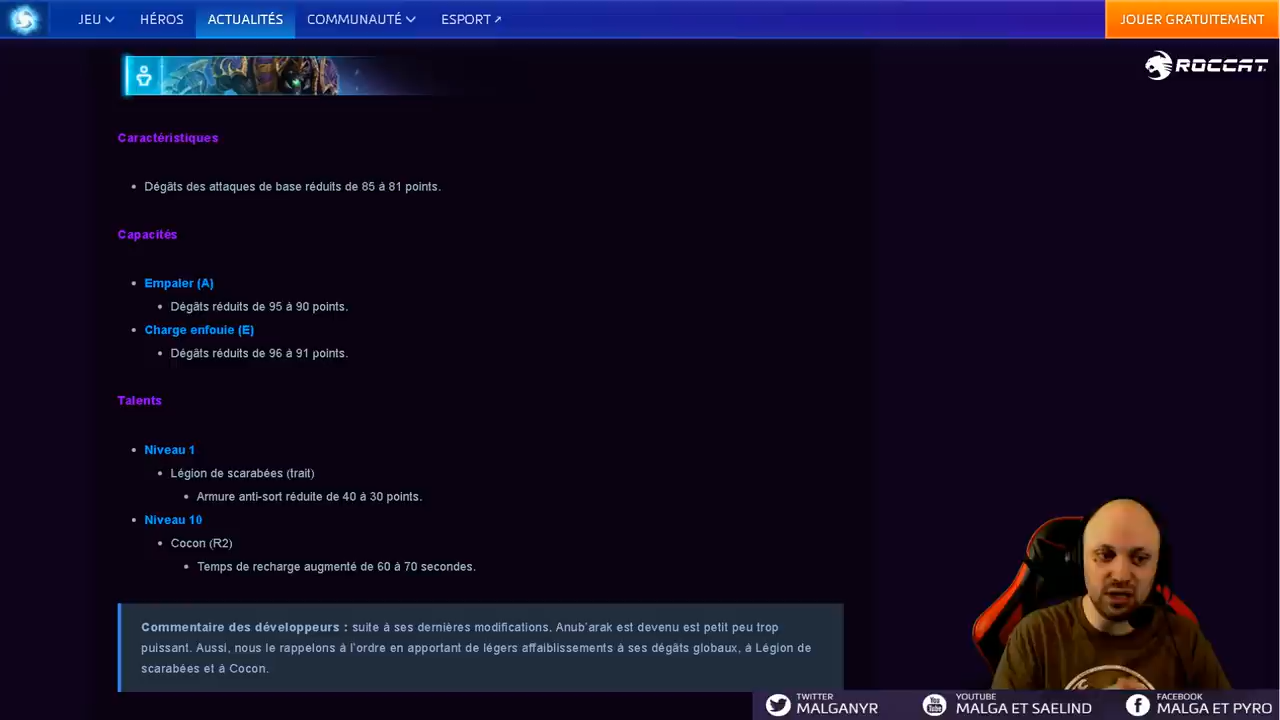 JEU HÉROS ACTUALITÉS COMMUNAUTÉ ESPORT JOUER GRATUITEMENT
ROCCAT
Caractéristiques
Dégâts des attaques de base réduits de 85 à 81 points.
Capacités
Empaler (A)
Dégâts réduits de 95 à 90 points.
Charge enfouie (E)
Dégâts réduits de 96 à 91 points.
Talents
Niveau 1
Légion de scarabées (trait)
Armure anti-sort réduite de 40 à 30 points.
Niveau 10
Cocon (R2)
Temps de recharge augmenté de 60 à 70 secondes.
Commentaire des développeurs : suite à ses dernières modifications, Anub'arak est devenu est petit peu trop
puissant. Aussi, nous le rappelons à l'ordre en apportant de légers affaiblissements à ses dégâts globaux, à Légion de
scarabées et à Cocon.
TWITTER
MALGANYR
YOUTUBE
You Tube
MALGA ET SAELIND
FACEBOOK
MALGA ET PYRO